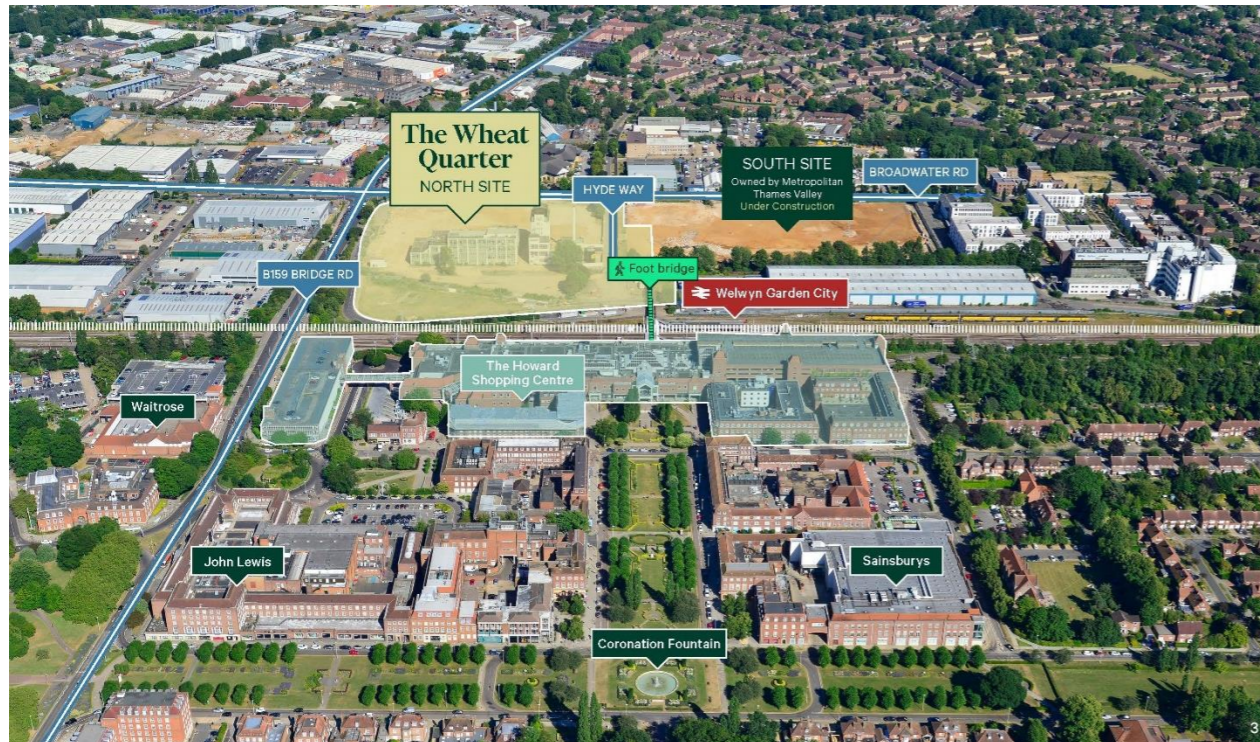 The Wheat
Quarter
NORTH SITE
SOUTH SITE
Owned by Metropolitan
Thames Valley
Under Construction
BROADWATER RD
HYDE WAY
B159 BRIDGE RD
Foot bridge
Welwyn Garden City
The Howard
Shopping Centre
Waitrose
John Lewis
Sainsburys
Coronation Fountain